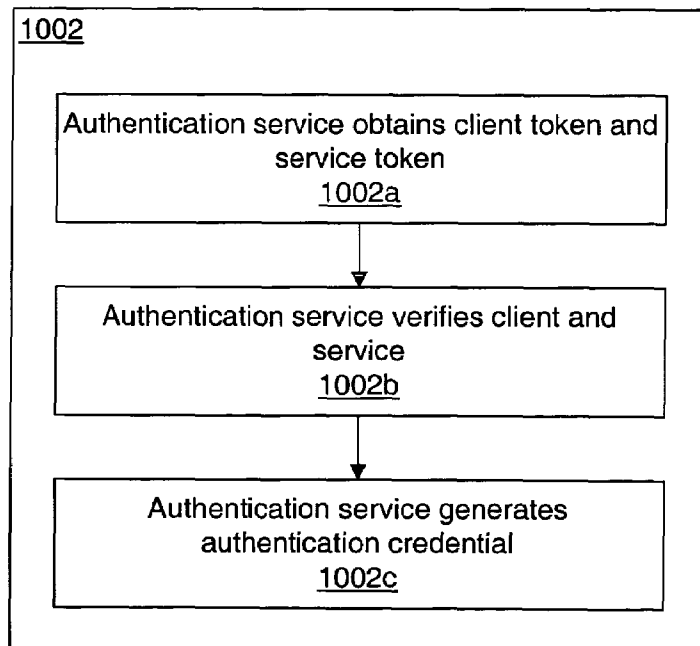 1002
Authentication service obtains client token and
service token
1002a
Authentication service verifies client and
service
1002b
Authentication service generates
authentication credential
1002c